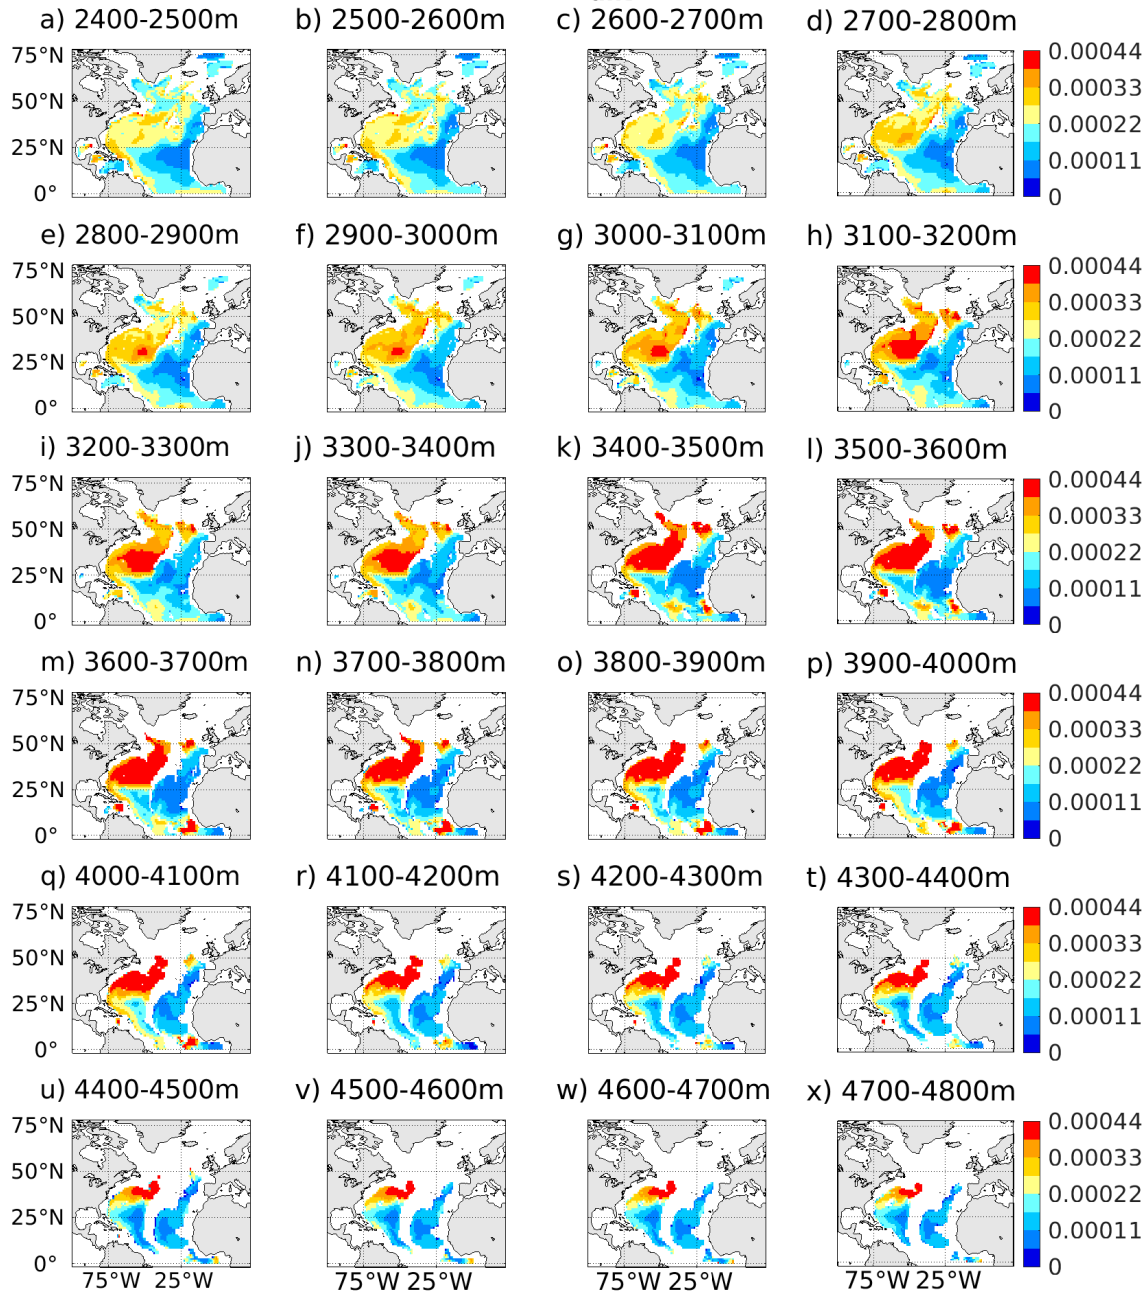 a) 2400-2500m
b) 2500-2600m
c) 2600-2700m
d) 2700-2800m
75°N
50°N
25°N
0°
0.00044
0.00033
0.00022
0.00011
0
e) 2800-2900m
f) 2900-3000m
g) 3000-3100m
h) 3100-3200m
75°N
50°N
25°N
0°
0.00044
0.00033
0.00022
0.00011
0
i) 3200-3300m
j) 3300-3400m
k) 3400-3500m
l) 3500-3600m
75°N
50°N
25°N
0°
0.00044
0.00033
0.00022
0.00011
0
m) 3600-3700m
n) 3700-3800m
o) 3800-3900m
p) 3900-4000m
75°N
50°N
25°N
0°
0.00044
0.00033
0.00022
0.00011
0
q) 4000-4100m
r) 4100-4200m
s) 4200-4300m
t) 4300-4400m
75°N
50°N
25°N
0°
0.00044
0.00033
0.00022
0.00011
0
u) 4400-4500m
v) 4500-4600m
w) 4600-4700m
x) 4700-4800m
75°N
50°N
25°N
0°
0.00044
0.00033
0.00022
0.00011
0
75°W 25°W
75°W 25°W
75°W 25°W
75°W 25°W